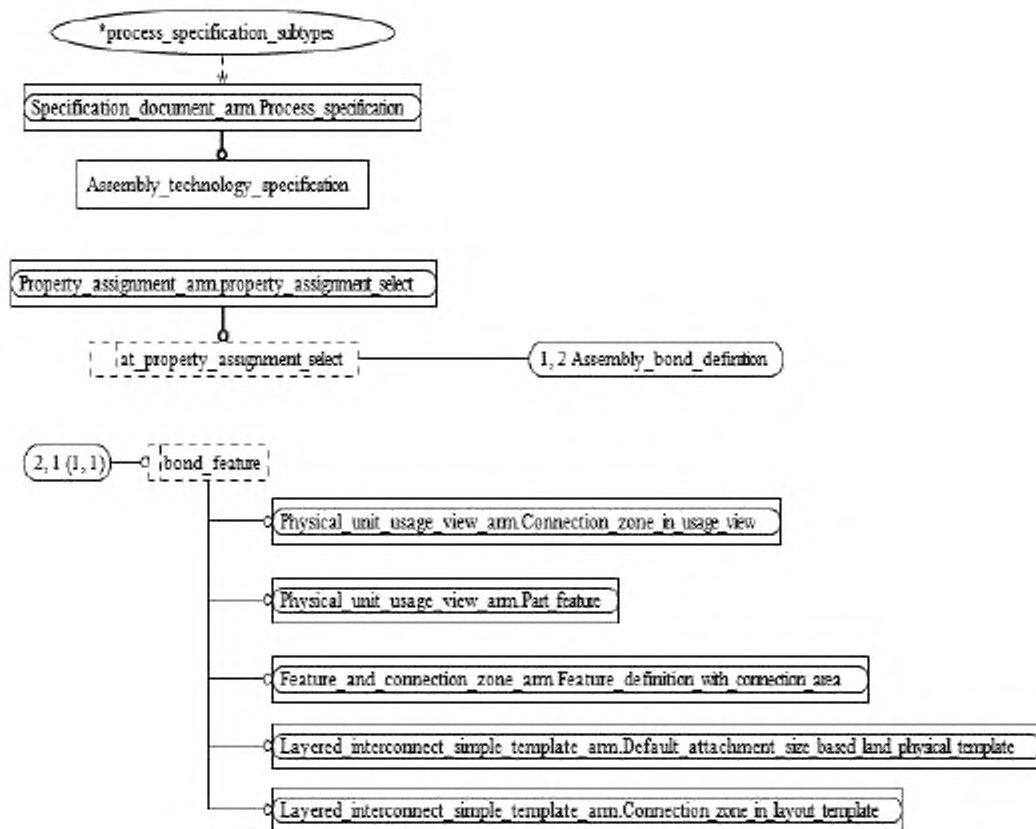 *process_specification_subtypes
Specification_document_arm.Process_specification
Assembly_technology_specification
Property_assignment_arm.property_assignment_select
at_property_assignment_select
1, 2 Assembly_bond_definition
2, 1 (1, 1)
bond_feature
Physical_unit_usage_view_arm.Connection_zone_in_usage_view
Physical_unit_usage_view_arm.Part_feature
Feature_and_connection_zone_arm.Feature_definition_with_connection_area
Layered_interconnect_simple_template_arm.Default_attachment_size_based_land_physical_template
Layered_interconnect_simple_template_arm.Connection_zone_in_layout_template